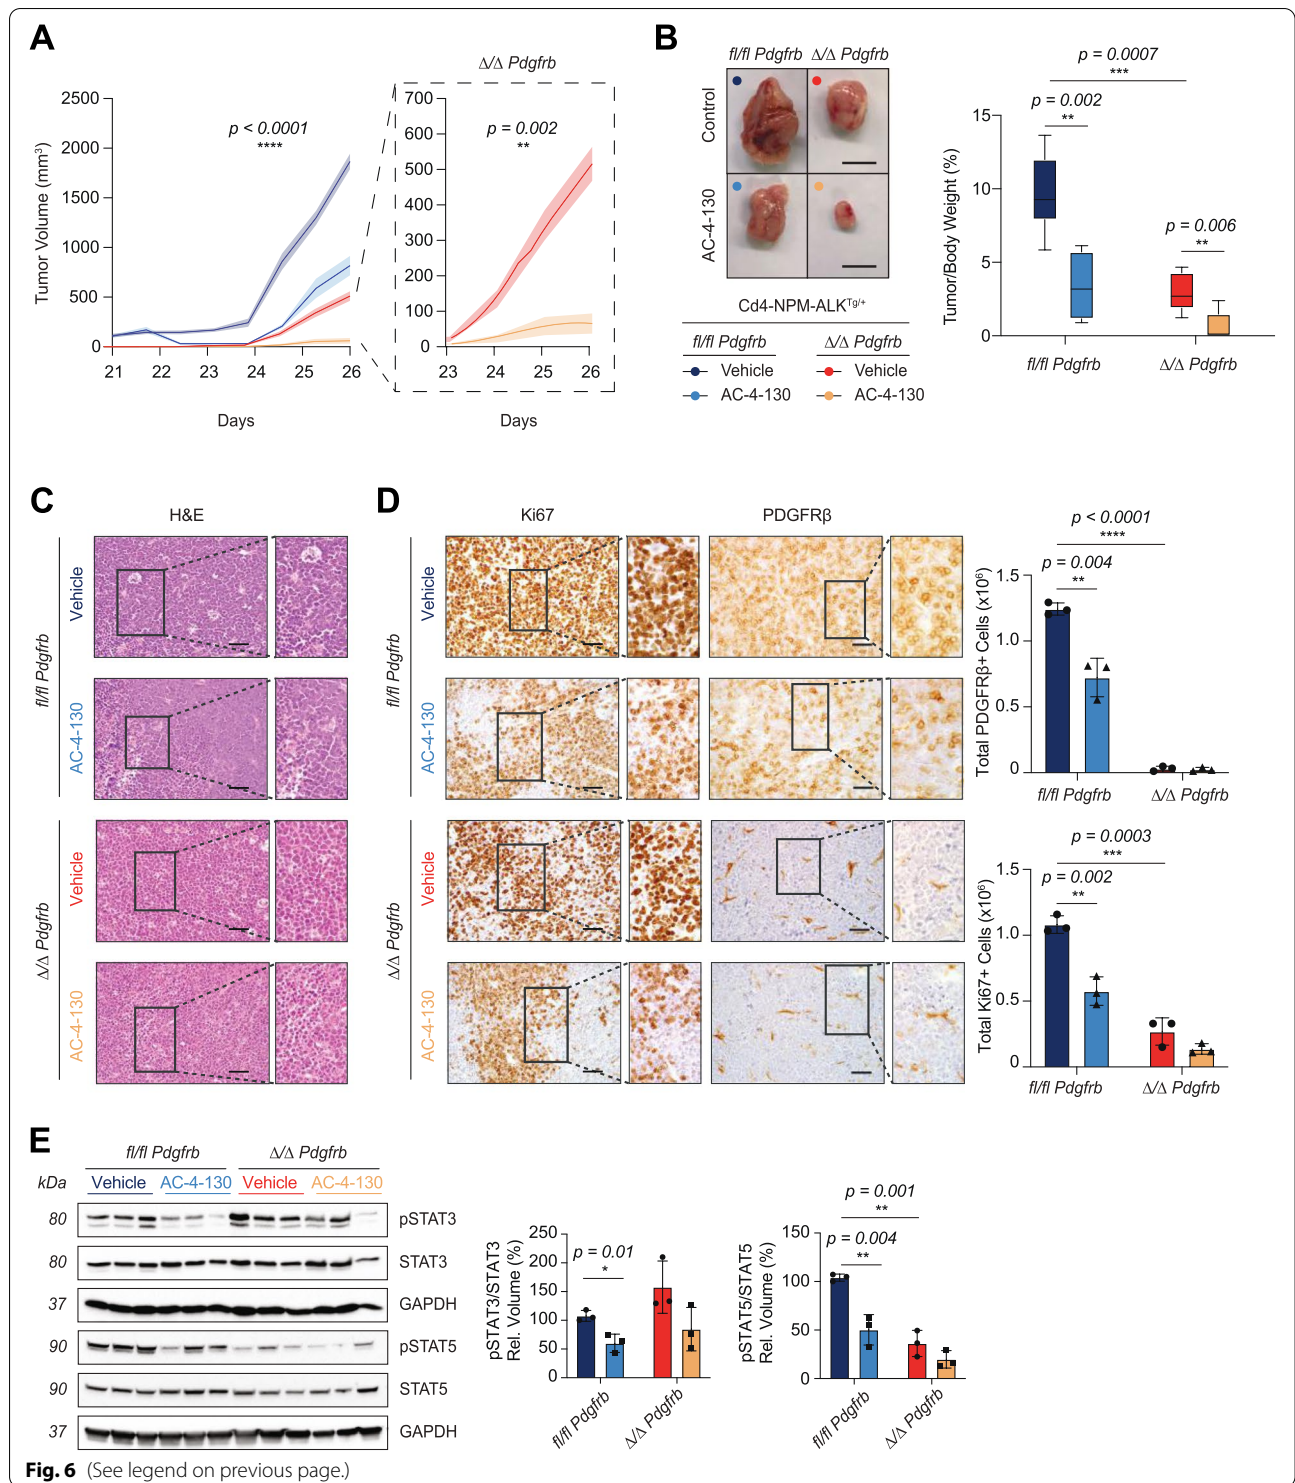 A
Δ/Δ Pdgfrb
Tumor Volume (mm³)
2500
2000
1500
1000
500
0
p < 0.0001
****
21 22 23 24 25 26
Days
700
600
500
400
300
200
100
0
p = 0.002
**
23 24 25 26
Days
B
fl/fl Pdgfrb Δ/Δ Pdgfrb
Control
AC-4-130
Cd4-NPM-ALKTg/+
fl/fl Pdgfrb Δ/Δ Pdgfrb
Vehicle Vehicle
AC-4-130 AC-4-130
p = 0.0007
***
p = 0.002
**
p = 0.006
**
Tumor/Body Weight (%)
15
10
5
0
fl/fl Pdgfrb Δ/Δ Pdgfrb
C
H&E
fl/fl Pdgfrb
Vehicle
AC-4-130
Δ/Δ Pdgfrb
Vehicle
AC-4-130
D
Ki67 PDGFRβ
fl/fl Pdgfrb
Vehicle
AC-4-130
Δ/Δ Pdgfrb
Vehicle
AC-4-130
p < 0.0001
****
p = 0.004
**
Total PDGFRβ+ Cells (x10⁶)
1.5
1.0
0.5
0
fl/fl Pdgfrb Δ/Δ Pdgfrb
p = 0.0003
***
p = 0.002
**
Total Ki67+ Cells (x10⁶)
1.5
1.0
0.5
0
fl/fl Pdgfrb Δ/Δ Pdgfrb
E
fl/fl Pdgfrb Δ/Δ Pdgfrb
kDa Vehicle AC-4-130 Vehicle AC-4-130
80 pSTAT3
80 STAT3
37 GAPDH
90 pSTAT5
90 STAT5
37 GAPDH
pSTAT3/STAT3
Rel. Volume (%)
250
200
150
100
50
0
p = 0.01
*
fl/fl Pdgfrb Δ/Δ Pdgfrb
pSTAT5/STAT5
Rel. Volume (%)
150
100
50
0
p = 0.001
**
p = 0.004
**
fl/fl Pdgfrb Δ/Δ Pdgfrb
Fig. 6 (See legend on previous page.)